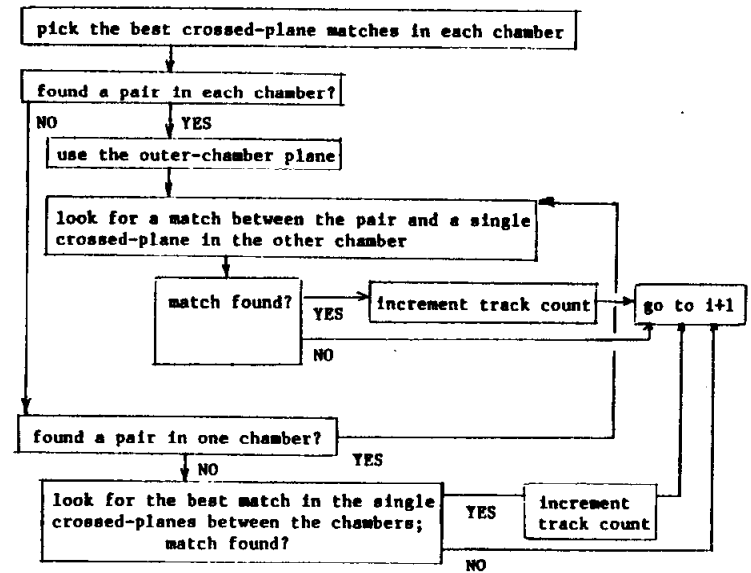 pick the best crossed-plane matches in each chamber
found a pair in each chamber?
NO
YES
use the outer-chamber plane
look for a match between the pair and a single
crossed-plane in the other chamber
match found?
YES
increment track count
go to i+1
NO
found a pair in one chamber?
YES
NO
look for the best match in the single
crossed-planes between the chambers;
match found?
YES
increment
track count
NO